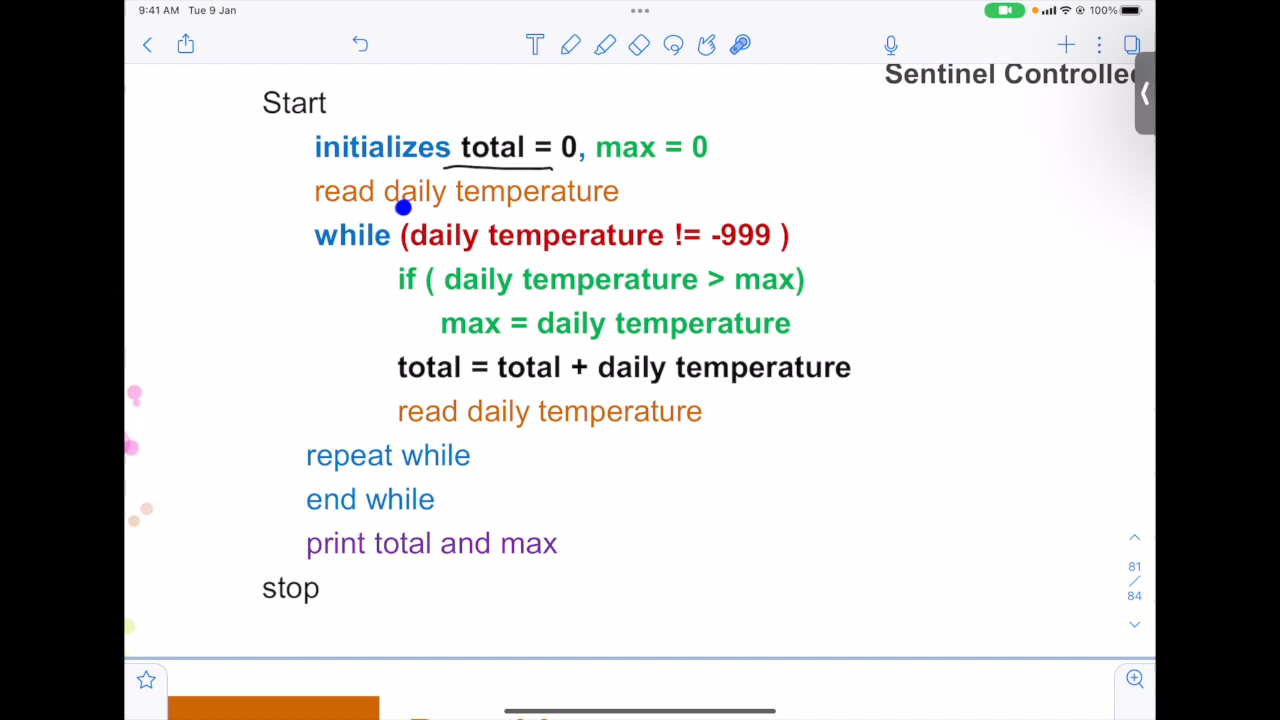 9:41 AM Tue 9 Jan
100%
Sentinel Controlled
Start
initializes total = 0, max = 0
read daily temperature
while (daily temperature != -999 )
if ( daily temperature > max)
max = daily temperature
total = total + daily temperature
read daily temperature
repeat while
end while
print total and max
stop
81
/
84